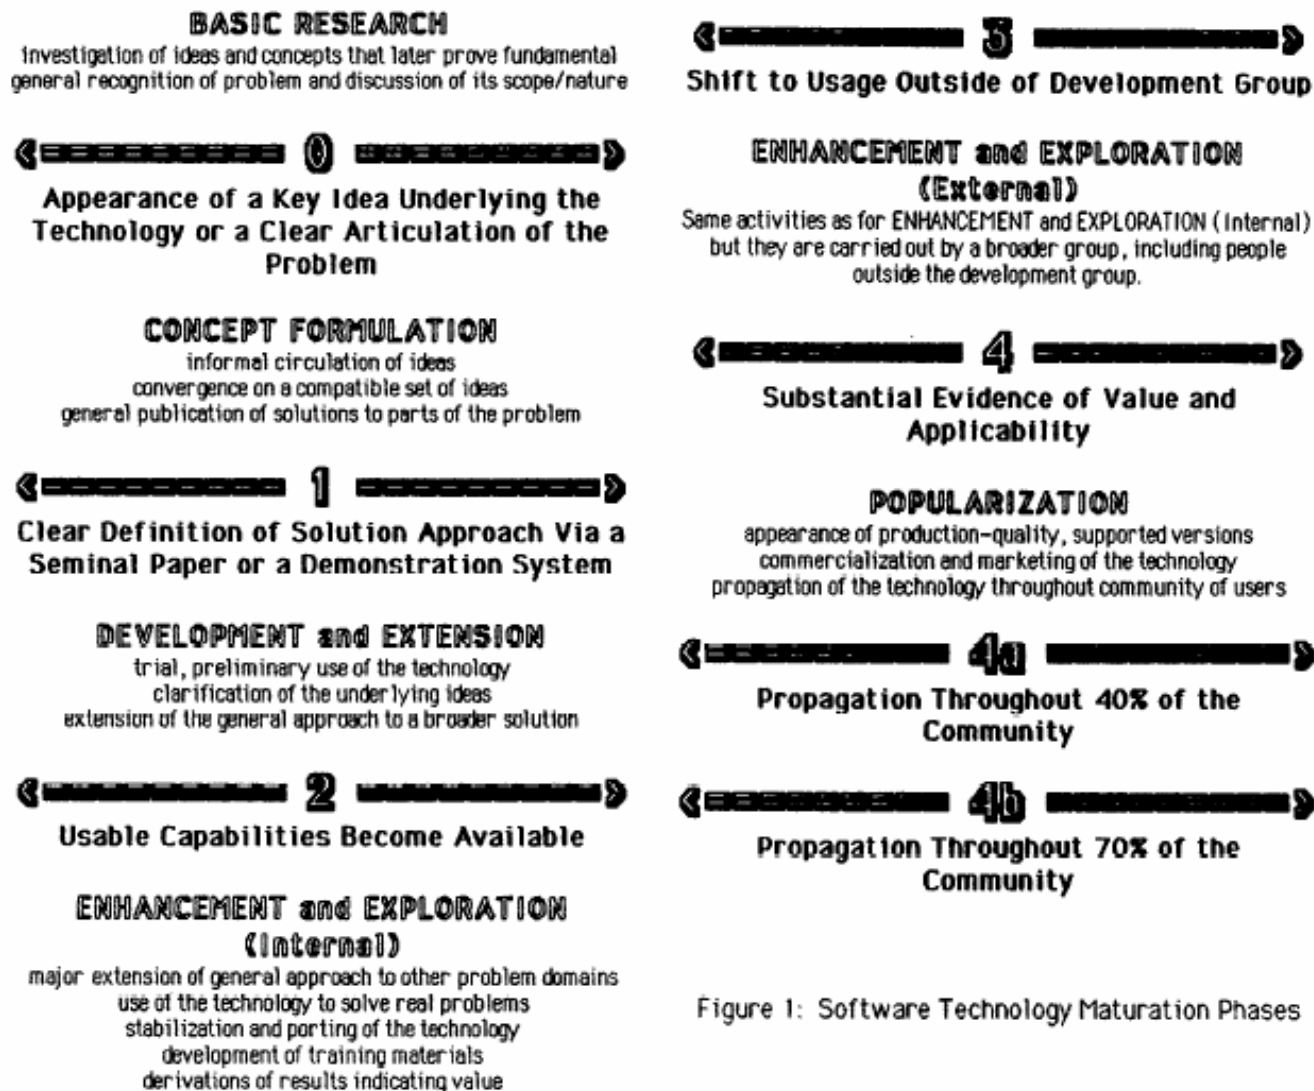 BASIC RESEARCH
investigation of ideas and concepts that later prove fundamental
general recognition of problem and discussion of its scope/nature
0
Appearance of a Key Idea Underlying the
Technology or a Clear Articulation of the
Problem
CONCEPT FORMULATION
informal circulation of ideas
convergence on a compatible set of ideas
general publication of solutions to parts of the problem
1
Clear Definition of Solution Approach Via a
Seminal Paper or a Demonstration System
DEVELOPMENT and EXTENSION
trial, preliminary use of the technology
clarification of the underlying ideas
extension of the general approach to a broader solution
2
Usable Capabilities Become Available
ENHANCEMENT and EXPLORATION
(Internal)
major extension of general approach to other problem domains
use of the technology to solve real problems
stabilization and porting of the technology
development of training materials
derivations of results indicating value
3
Shift to Usage Outside of Development Group
ENHANCEMENT and EXPLORATION
(External)
Same activities as for ENHANCEMENT and EXPLORATION (Internal)
but they are carried out by a broader group, including people
outside the development group.
4
Substantial Evidence of Value and
Applicability
POPULARIZATION
appearance of production-quality, supported versions
commercialization and marketing of the technology
propagation of the technology throughout community of users
4a
Propagation Throughout 40% of the
Community
4b
Propagation Throughout 70% of the
Community
Figure 1: Software Technology Maturation Phases